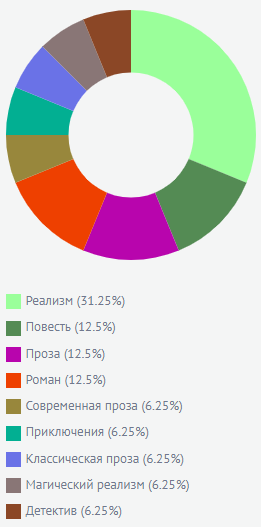 Реализм (31.25%)
Повесть (12.5%)
Проза (12.5%)
Роман (12.5%)
Современная проза (6.25%)
Приключения (6.25%)
Классическая проза (6.25%)
Магический реализм (6.25%)
Детектив (6.25%)